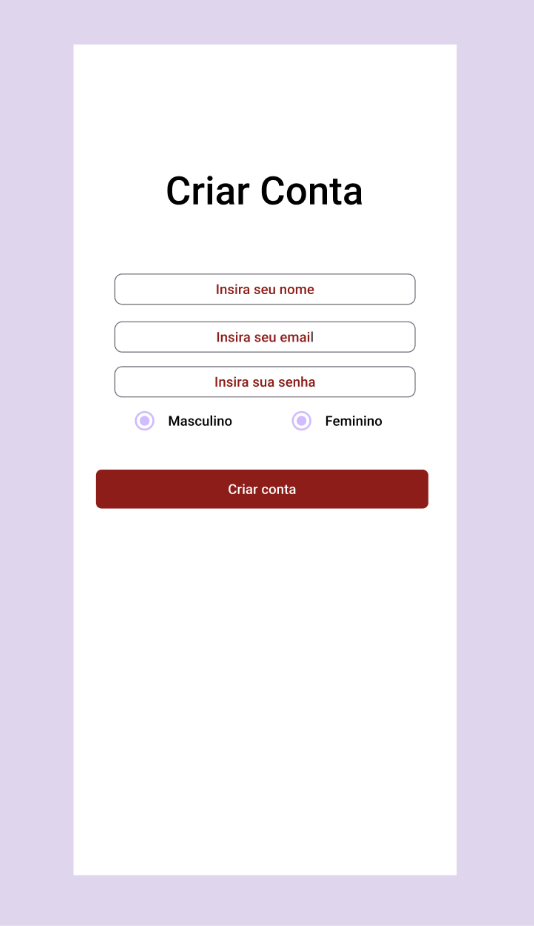 Criar Conta
Insira seu nome
Insira seu email
Insira sua senha
Masculino Feminino
Criar conta